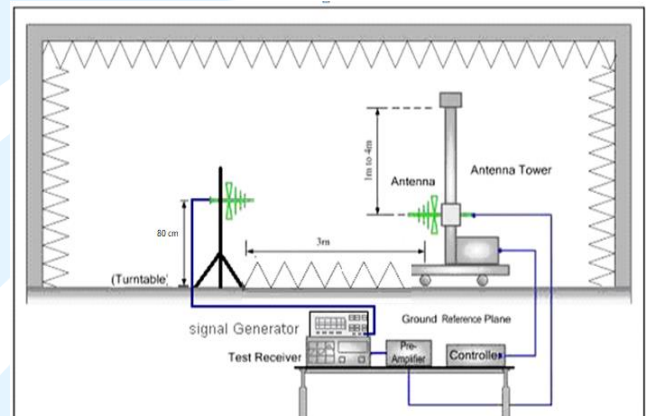 1m to 4m
Antenna
Antenna Tower
80 cm
3m
(Turntable)
signal Generator
Ground Reference Plane
Test Receiver
Pre-
Amplifier
Controller